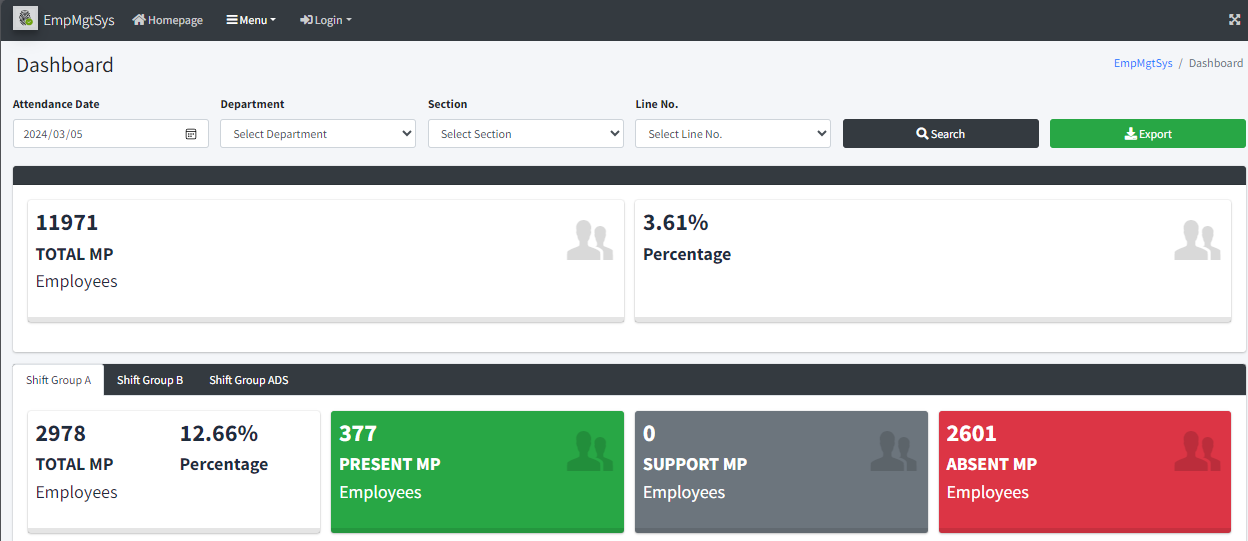 EmpMgtSys Homepage Menu Login
Dashboard
EmpMgtSys / Dashboard
Attendance Date Department Section Line No.
2024/03/05 Select Department Select Section Select Line No. Search Export
11971 3.61%
TOTAL MP Percentage
Employees
Shift Group A Shift Group B Shift Group ADS
2978 12.66% 377 0 2601
TOTAL MP Percentage PRESENT MP SUPPORT MP ABSENT MP
Employees Employees Employees Employees